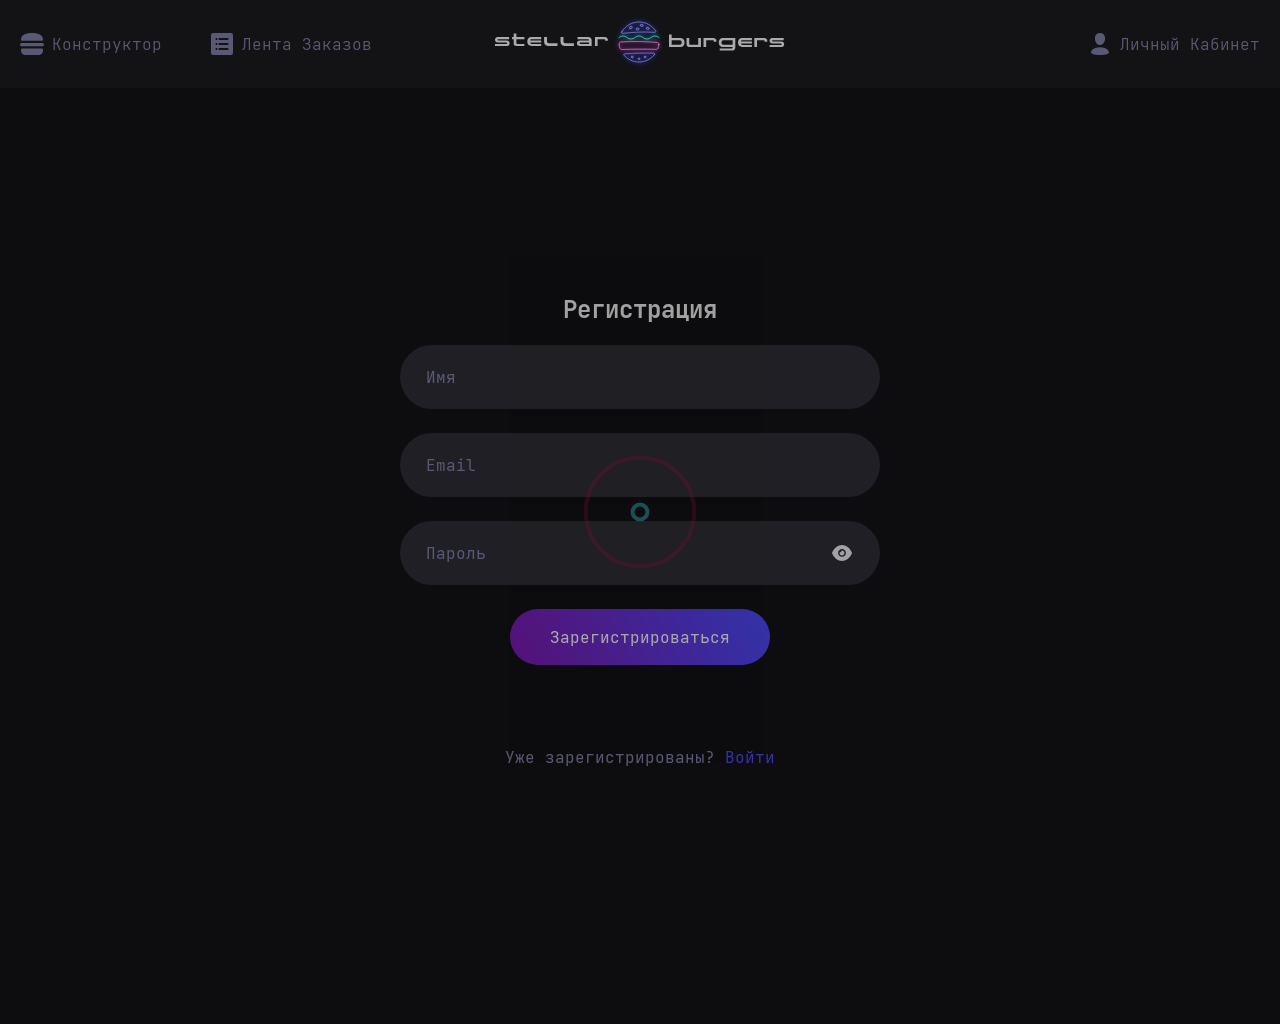 Конструктор
Лента Заказов
stellar burgers
Личный Кабинет
Регистрация
Имя
Email
Пароль
Зарегистрироваться
Уже зарегистрированы? Войти